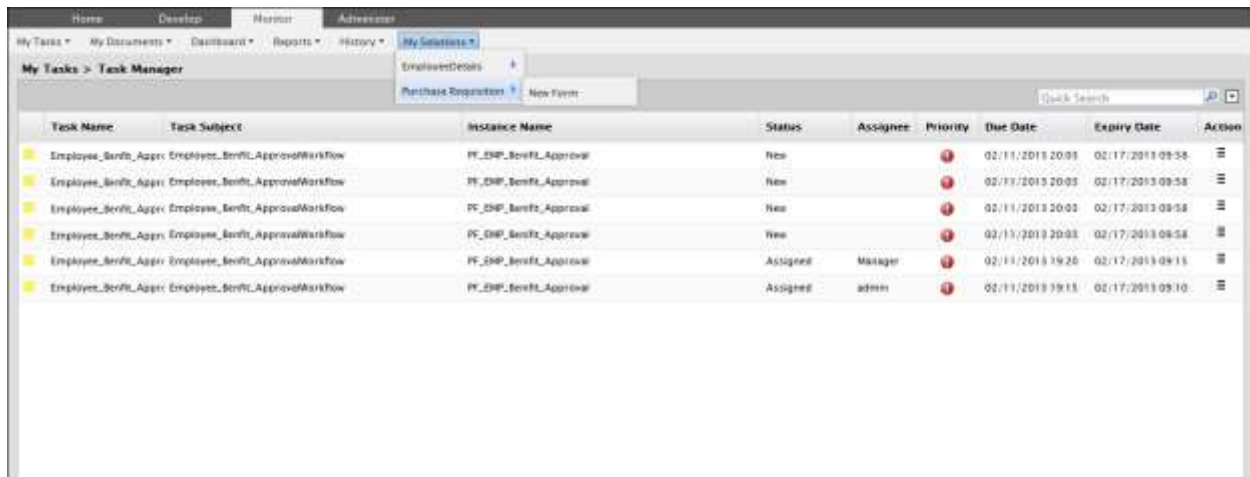 Home Develop Monitor Administer
My Tasks My Documents Dashboard Reports History My Solutions
EmployeeDetails
My Tasks > Task Manager
Purchase Requisition New Form
Quick Search
Task Name Task Subject Instance Name Status Assignee Priority Due Date Expiry Date Action
Employee_Benfit_Appr Employee_Benfit_ApprovalWorkflow PF_EMP_Benfit_Approval New 02/11/2013 20:03 02/17/2013 09:58
Employee_Benfit_Appr Employee_Benfit_ApprovalWorkflow PF_EMP_Benfit_Approval New 02/11/2013 20:03 02/17/2013 09:58
Employee_Benfit_Appr Employee_Benfit_ApprovalWorkflow PF_EMP_Benfit_Approval New 02/11/2013 20:03 02/17/2013 09:58
Employee_Benfit_Appr Employee_Benfit_ApprovalWorkflow PF_EMP_Benfit_Approval New 02/11/2013 20:03 02/17/2013 09:58
Employee_Benfit_Appr Employee_Benfit_ApprovalWorkflow PF_EMP_Benfit_Approval Assigned Manager 02/11/2013 19:20 02/17/2013 09:15
Employee_Benfit_Appr Employee_Benfit_ApprovalWorkflow PF_EMP_Benfit_Approval Assigned admin 02/11/2013 19:15 02/17/2013 09:10